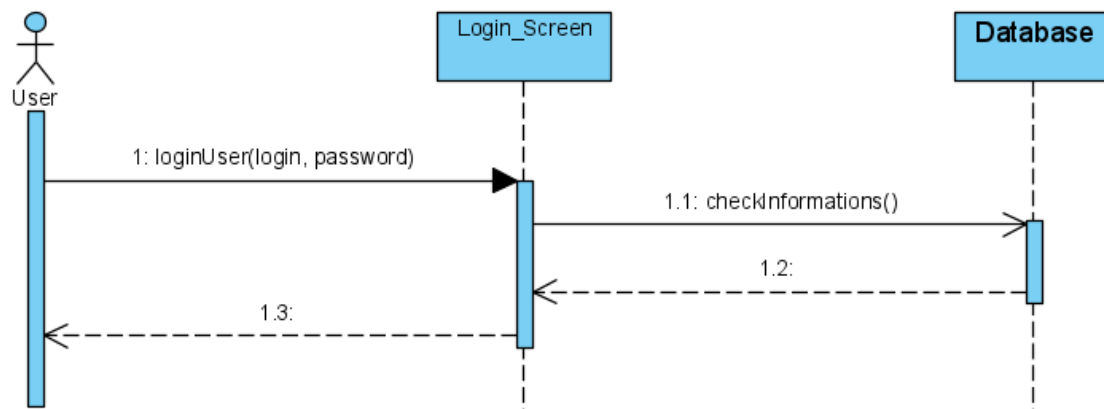 Login_Screen
Database
User
1: loginUser(login, password)
1.1: checkInformations()
1.2:
1.3: